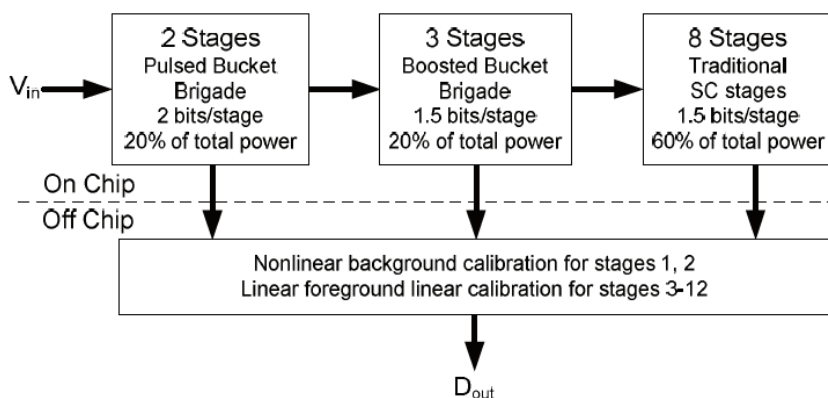 2 Stages
Pulsed Bucket
Brigade
2 bits/stage
20% of total power
3 Stages
Boosted Bucket
Brigade
1.5 bits/stage
20% of total power
8 Stages
Traditional
SC stages
1.5 bits/stage
60% of total power
Vin
On Chip
Off Chip
Nonlinear background calibration for stages 1, 2
Linear foreground linear calibration for stages 3-12
Dout